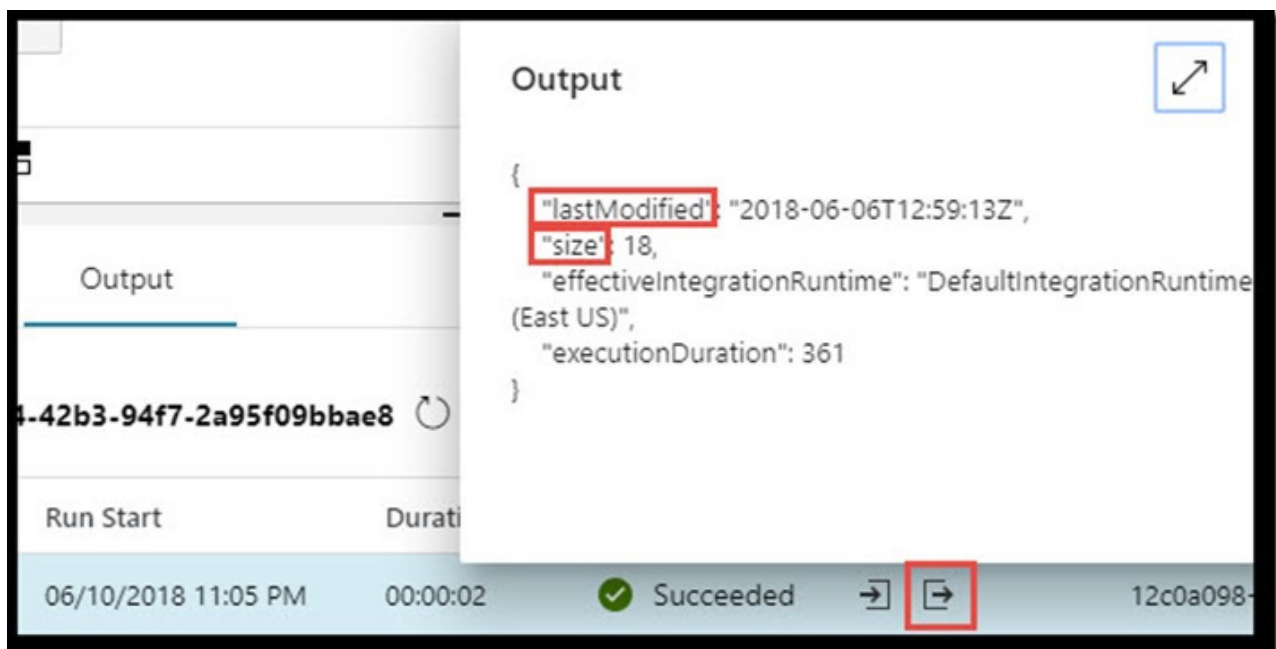 Output
{
"lastModified": "2018-06-06T12:59:13Z",
"size": 18,
"effectiveIntegrationRuntime": "DefaultIntegrationRuntime
(East US)",
"executionDuration": 361
}
Output
4-42b3-94f7-2a95f09bbae8
Run Start Durati
06/10/2018 11:05 PM 00:00:02 Succeeded 12c0a098-